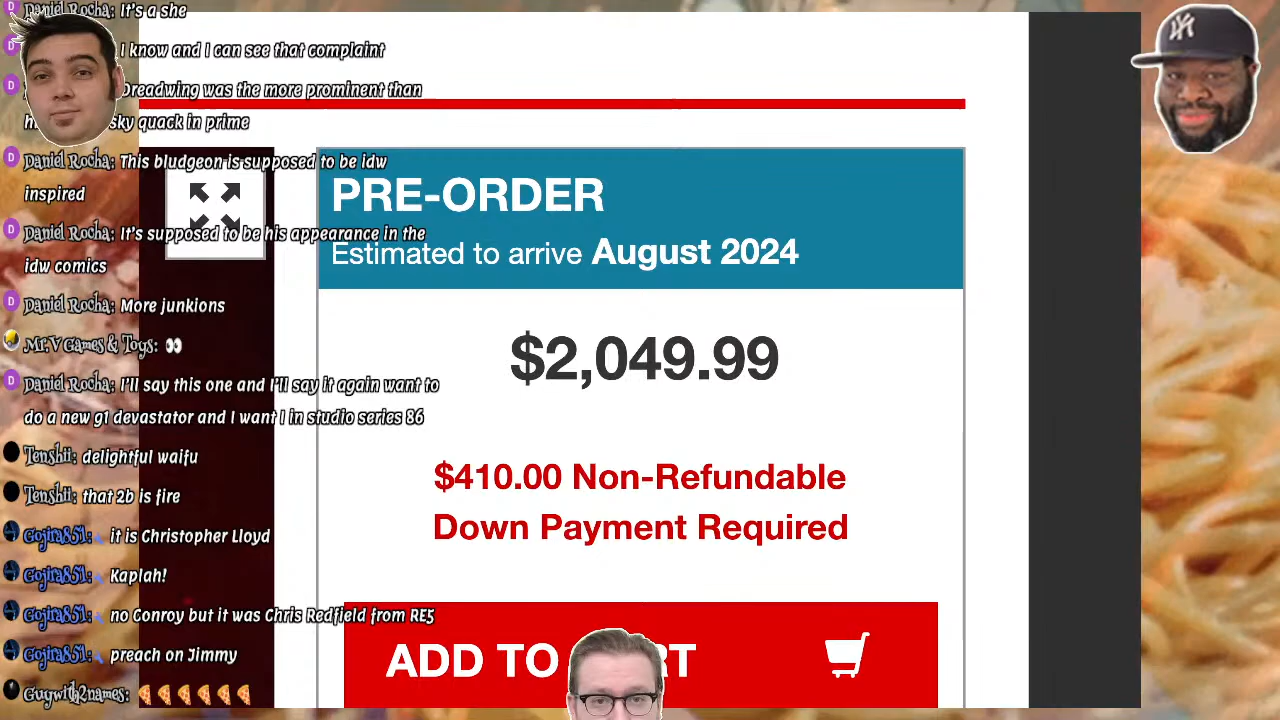 Daniel Rocha: It's a she
I know and I can see that complaint
Dreadwing was the more prominent than
sky quack in prime
Daniel Rocha: This bludgeon is supposed to be idw
inspired
Daniel Rocha: It's supposed to be his appearance in the
idw comics
Daniel Rocha: More junkions
Mr.V Games & Toys: 👀
Daniel Rocha: I'll say this one and I'll say it again want to
do a new g1 devastator and I want I in studio series 86
Tenshii: delightful waifu
Tenshii: that 2b is fire
Gojira851: it is Christopher Lloyd
Gojira851: Kaplah!
Gojira851: no Conroy but it was Chris Redfield from RE5
Gojira851: preach on Jimmy
Guywith2names: 🍕🍕🍕🍕🍕🍕
PRE-ORDER
Estimated to arrive August 2024
$2,049.99
$410.00 Non-Refundable
Down Payment Required
ADD TO